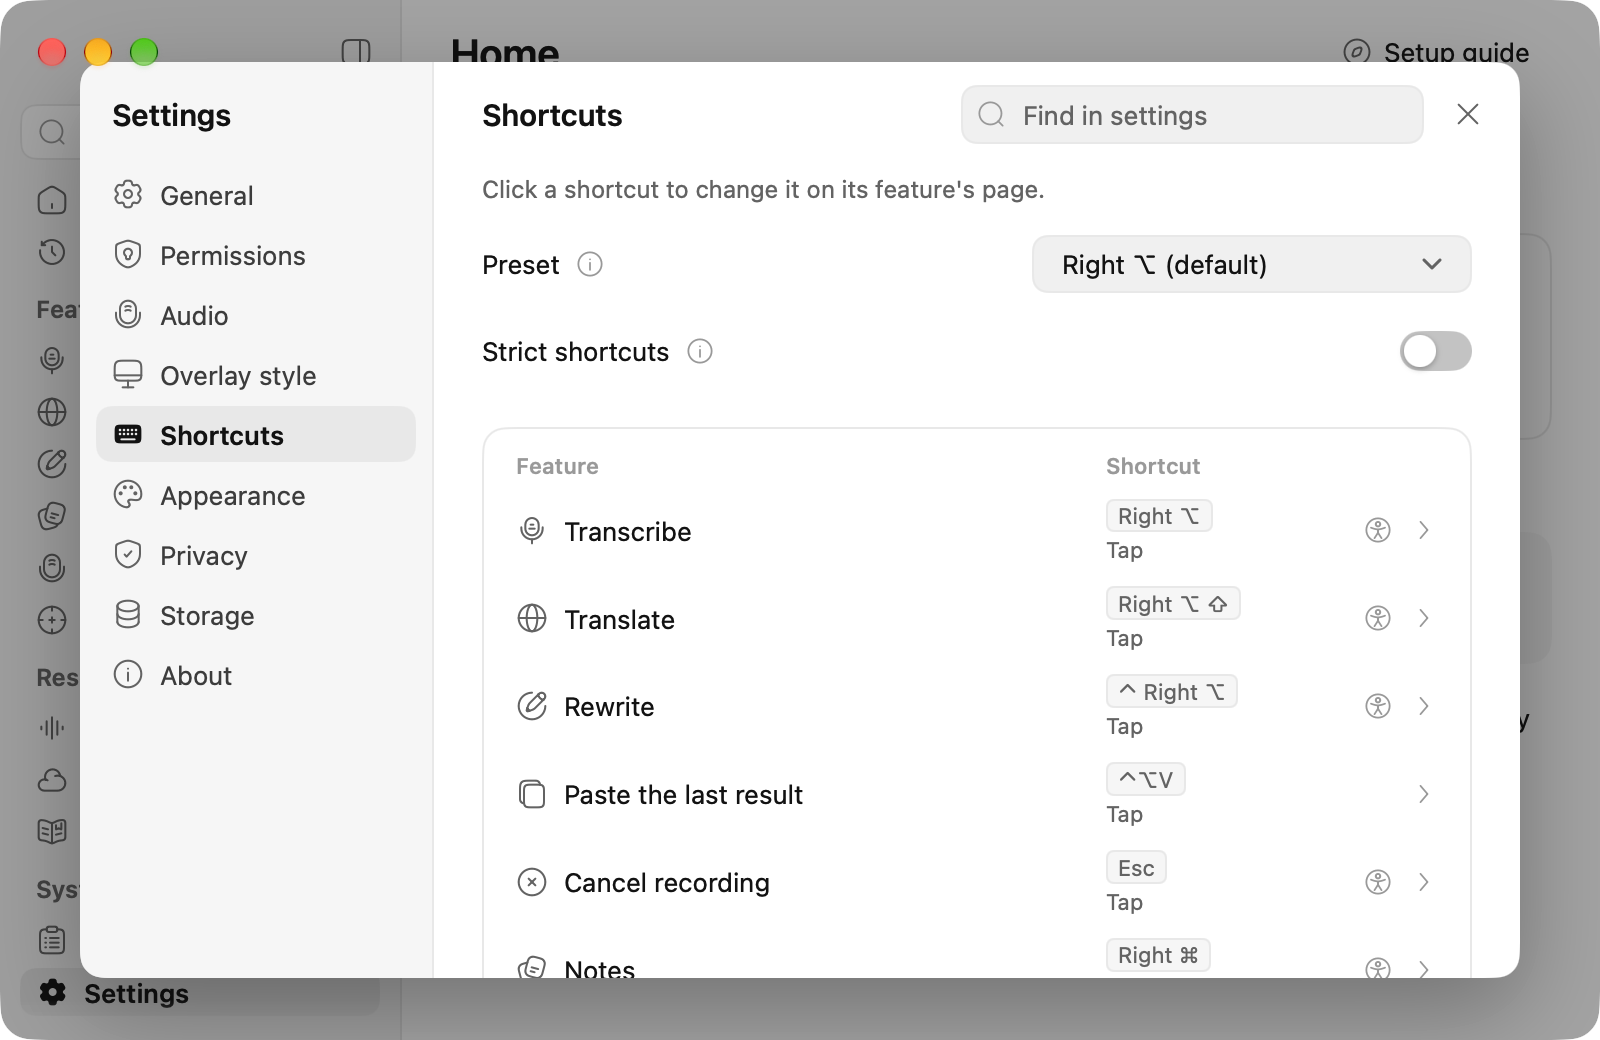 Home
Setup guide
Settings
General
Permissions
Audio
Overlay style
Shortcuts
Appearance
Privacy
Storage
About
Shortcuts
Find in settings
Click a shortcut to change it on its feature's page.
Preset
Right ⌥ (default)
Strict shortcuts
Feature Shortcut
Transcribe
Right ⌥
Tap
Translate
Right ⌥ ⇧
Tap
Rewrite
^ Right ⌥
Tap
Paste the last result
^⌥V
Tap
Cancel recording
Esc
Tap
Notes
Right ⌘
Settings